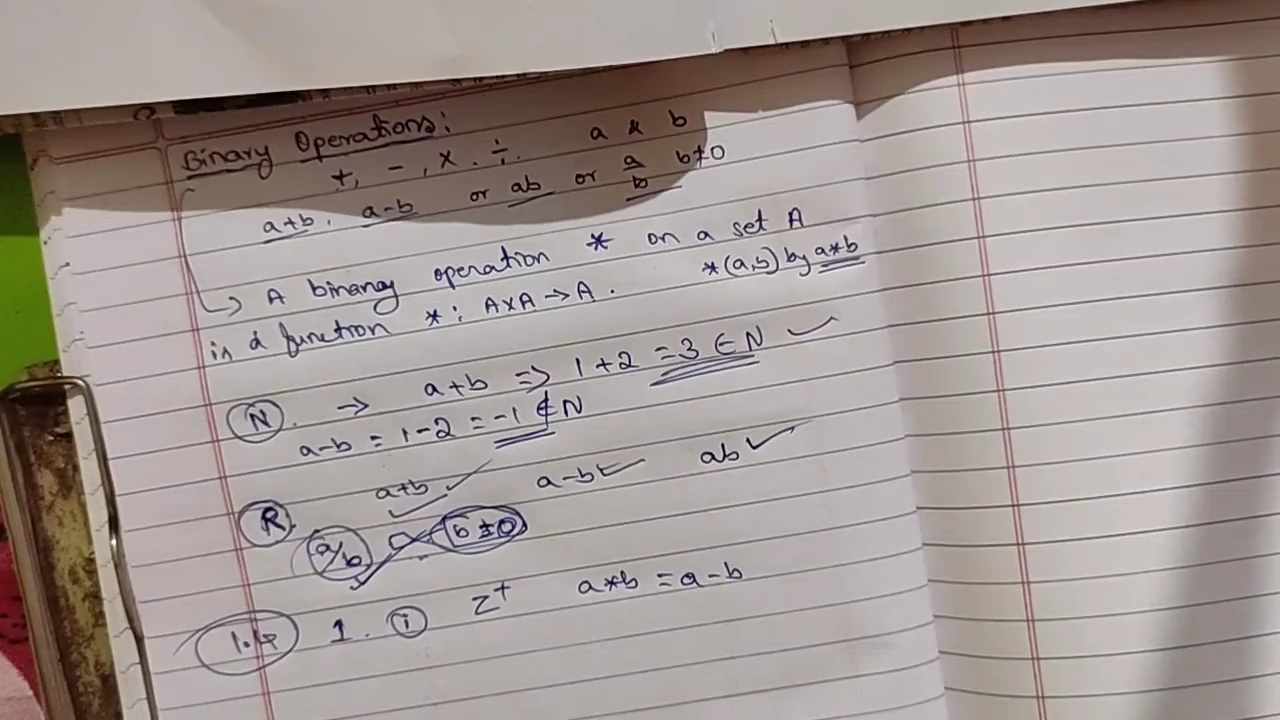 Binary Operations:
+, -, x, ÷. a & b
a+b, a-b or ab or a/b b≠0
→ A binary operation * on a set A
is a function *: A×A→A. *(a,b) by a*b
N. → a+b ⇒ 1+2 =3 ∈ N ✓
a-b = 1-2 = -1 ∉ N
R. a+b ✓ a-b ✓ ab ✓
a/b b≠0
1.4 1. (i) Z⁺ a*b = a-b